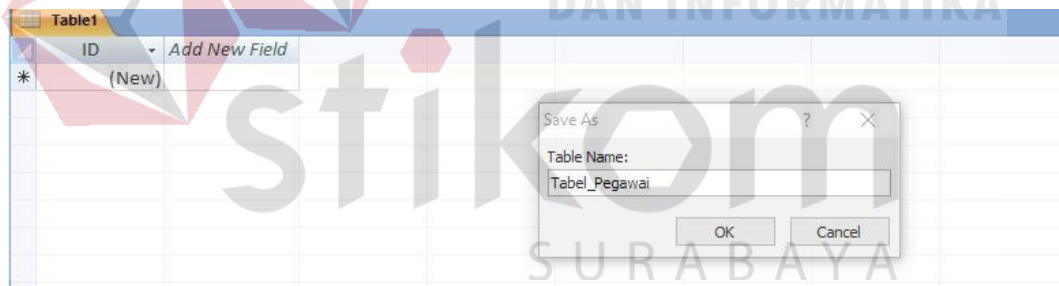 DAN INFORMATIKA
Table1
ID Add New Field
* (New)
stikom
Save As ?
Table Name:
Tabel_Pegawai
OK Cancel
SURABAYA